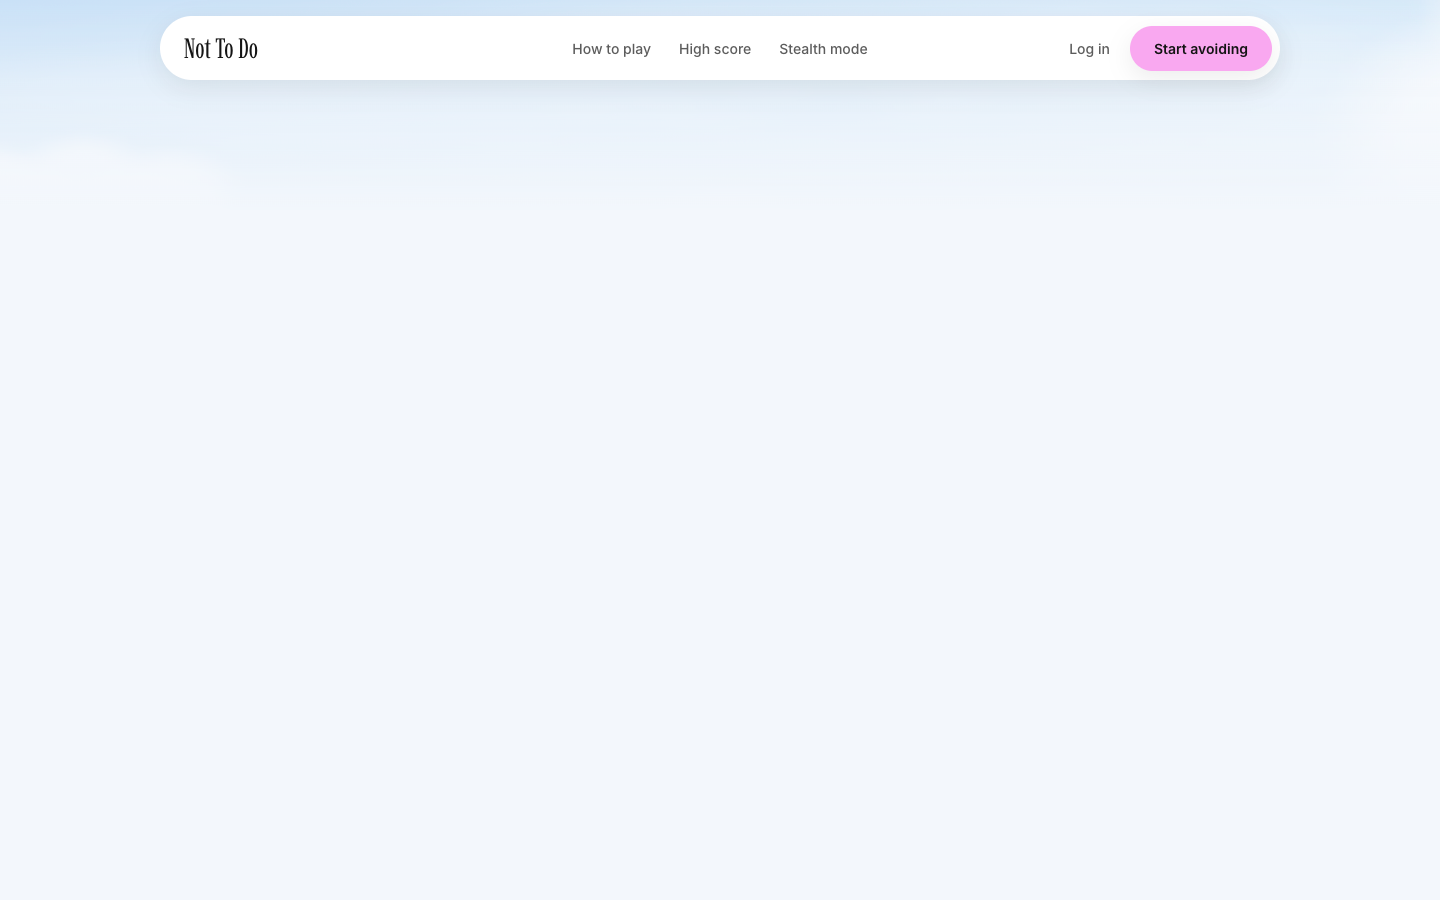 Not To Do
How to play
High score
Stealth mode
Log in
Start avoiding